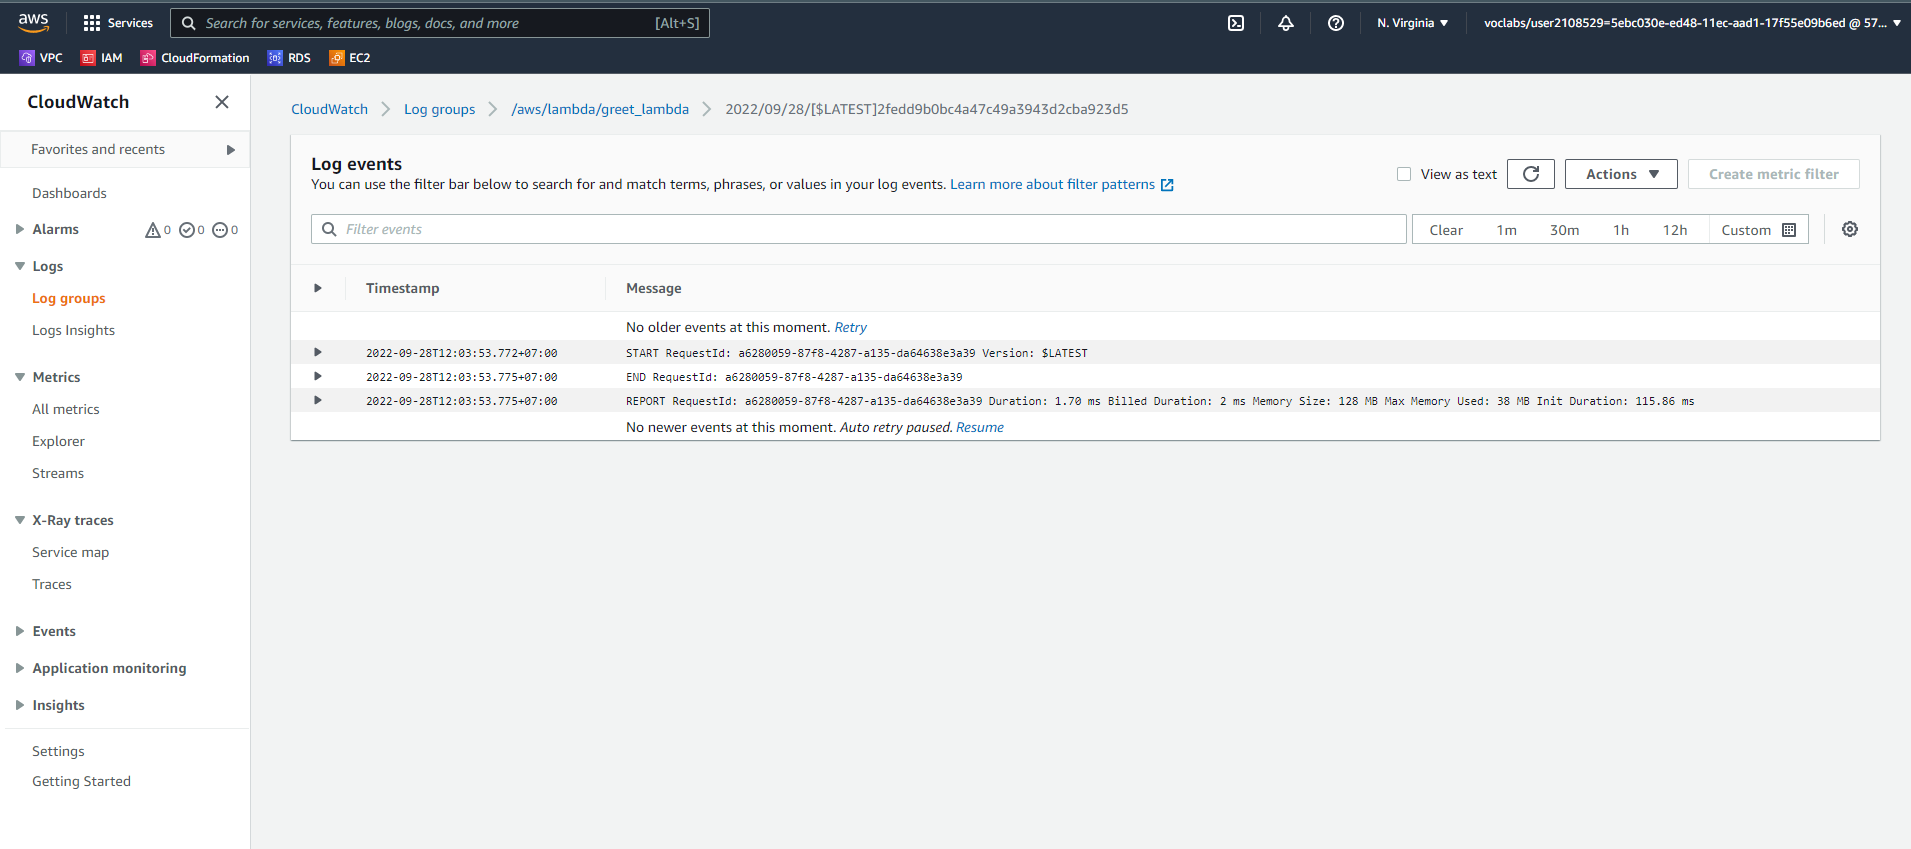 aws
Services
Search for services, features, blogs, docs, and more [Alt+S]
N. Virginia
voclabs/user2108529=5ebc030e-ed48-11ec-aad1-17f55e09b6ed @ 57...
VPC IAM CloudFormation RDS EC2
CloudWatch
Favorites and recents
Dashboards
Alarms 0 0 0
Logs
Log groups
Logs Insights
Metrics
All metrics
Explorer
Streams
X-Ray traces
Service map
Traces
Events
Application monitoring
Insights
Settings
Getting Started
CloudWatch Log groups /aws/lambda/greet_lambda 2022/09/28/[$LATEST]2fedd9b0bc4a47c49a3943d2cba923d5
Log events
You can use the filter bar below to search for and match terms, phrases, or values in your log events. Learn more about filter patterns
View as text
Actions
Create metric filter
Filter events
Clear 1m 30m 1h 12h Custom
Timestamp Message
No older events at this moment. Retry
2022-09-28T12:03:53.772+07:00 START RequestId: a6280059-87f8-4287-a135-da64638e3a39 Version: $LATEST
2022-09-28T12:03:53.775+07:00 END RequestId: a6280059-87f8-4287-a135-da64638e3a39
2022-09-28T12:03:53.775+07:00 REPORT RequestId: a6280059-87f8-4287-a135-da64638e3a39 Duration: 1.70 ms Billed Duration: 2 ms Memory Size: 128 MB Max Memory Used: 38 MB Init Duration: 115.86 ms
No newer events at this moment. Auto retry paused. Resume